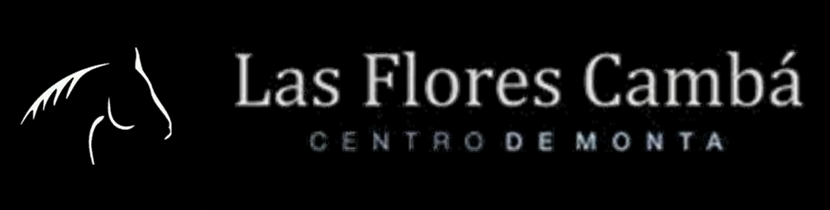 Las Flores Cambá
CENTRO DE MONTA